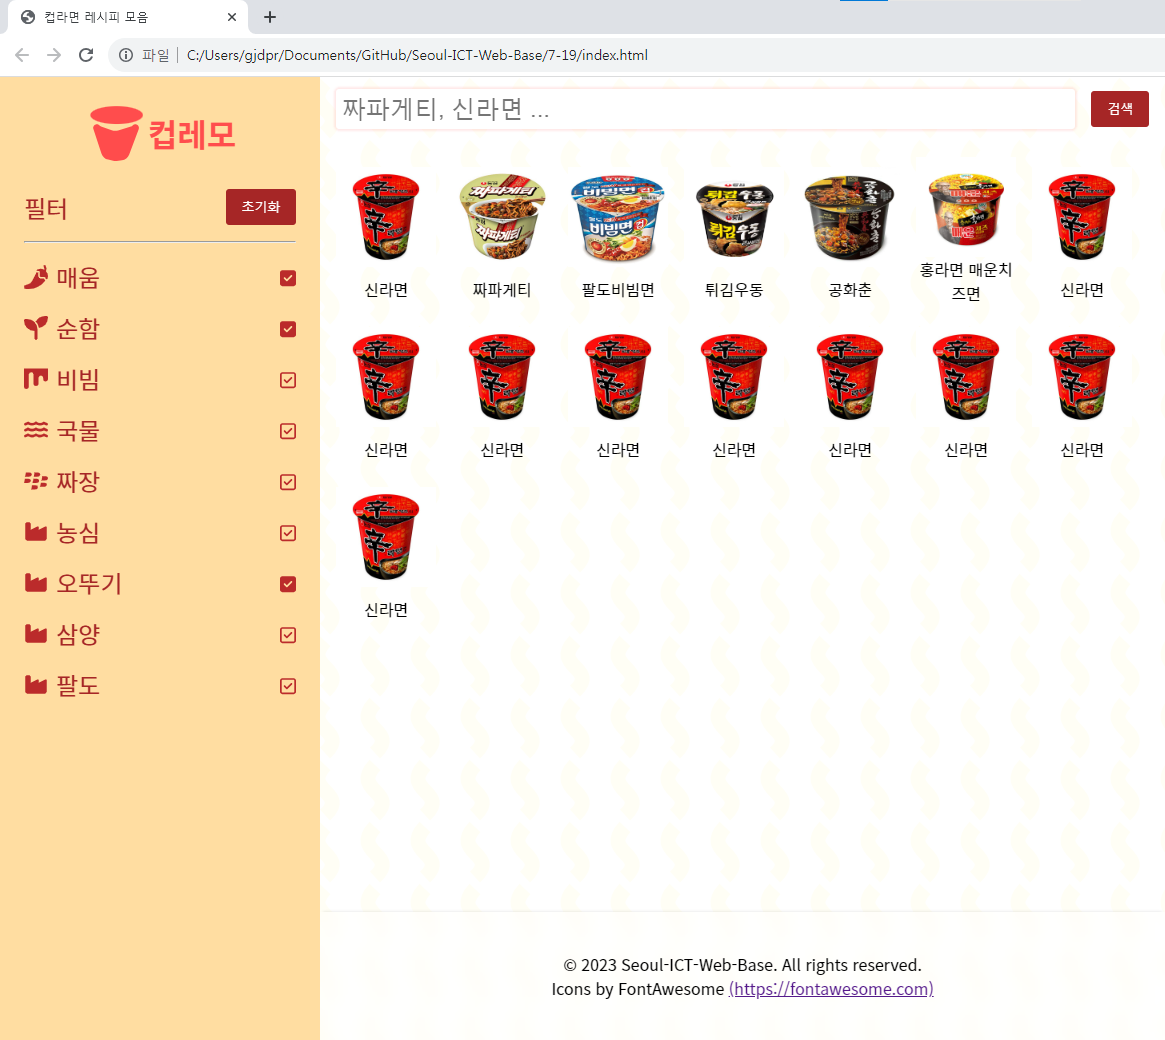 컵라면 레시피 모음
파일 C:/Users/gjdpr/Documents/GitHub/Seoul-ICT-Web-Base/7-19/index.html
컵레모
짜파게티, 신라면 ...
검색
필터
초기화
매움
순함
비빔
국물
짜장
농심
오뚜기
삼양
팔도
신라면 짜파게티 팔도비빔면 튀김우동 공화춘 홍라면 매운치 신라면
즈면
신라면 신라면 신라면 신라면 신라면 신라면 신라면
신라면
© 2023 Seoul-ICT-Web-Base. All rights reserved.
Icons by FontAwesome (https://fontawesome.com)